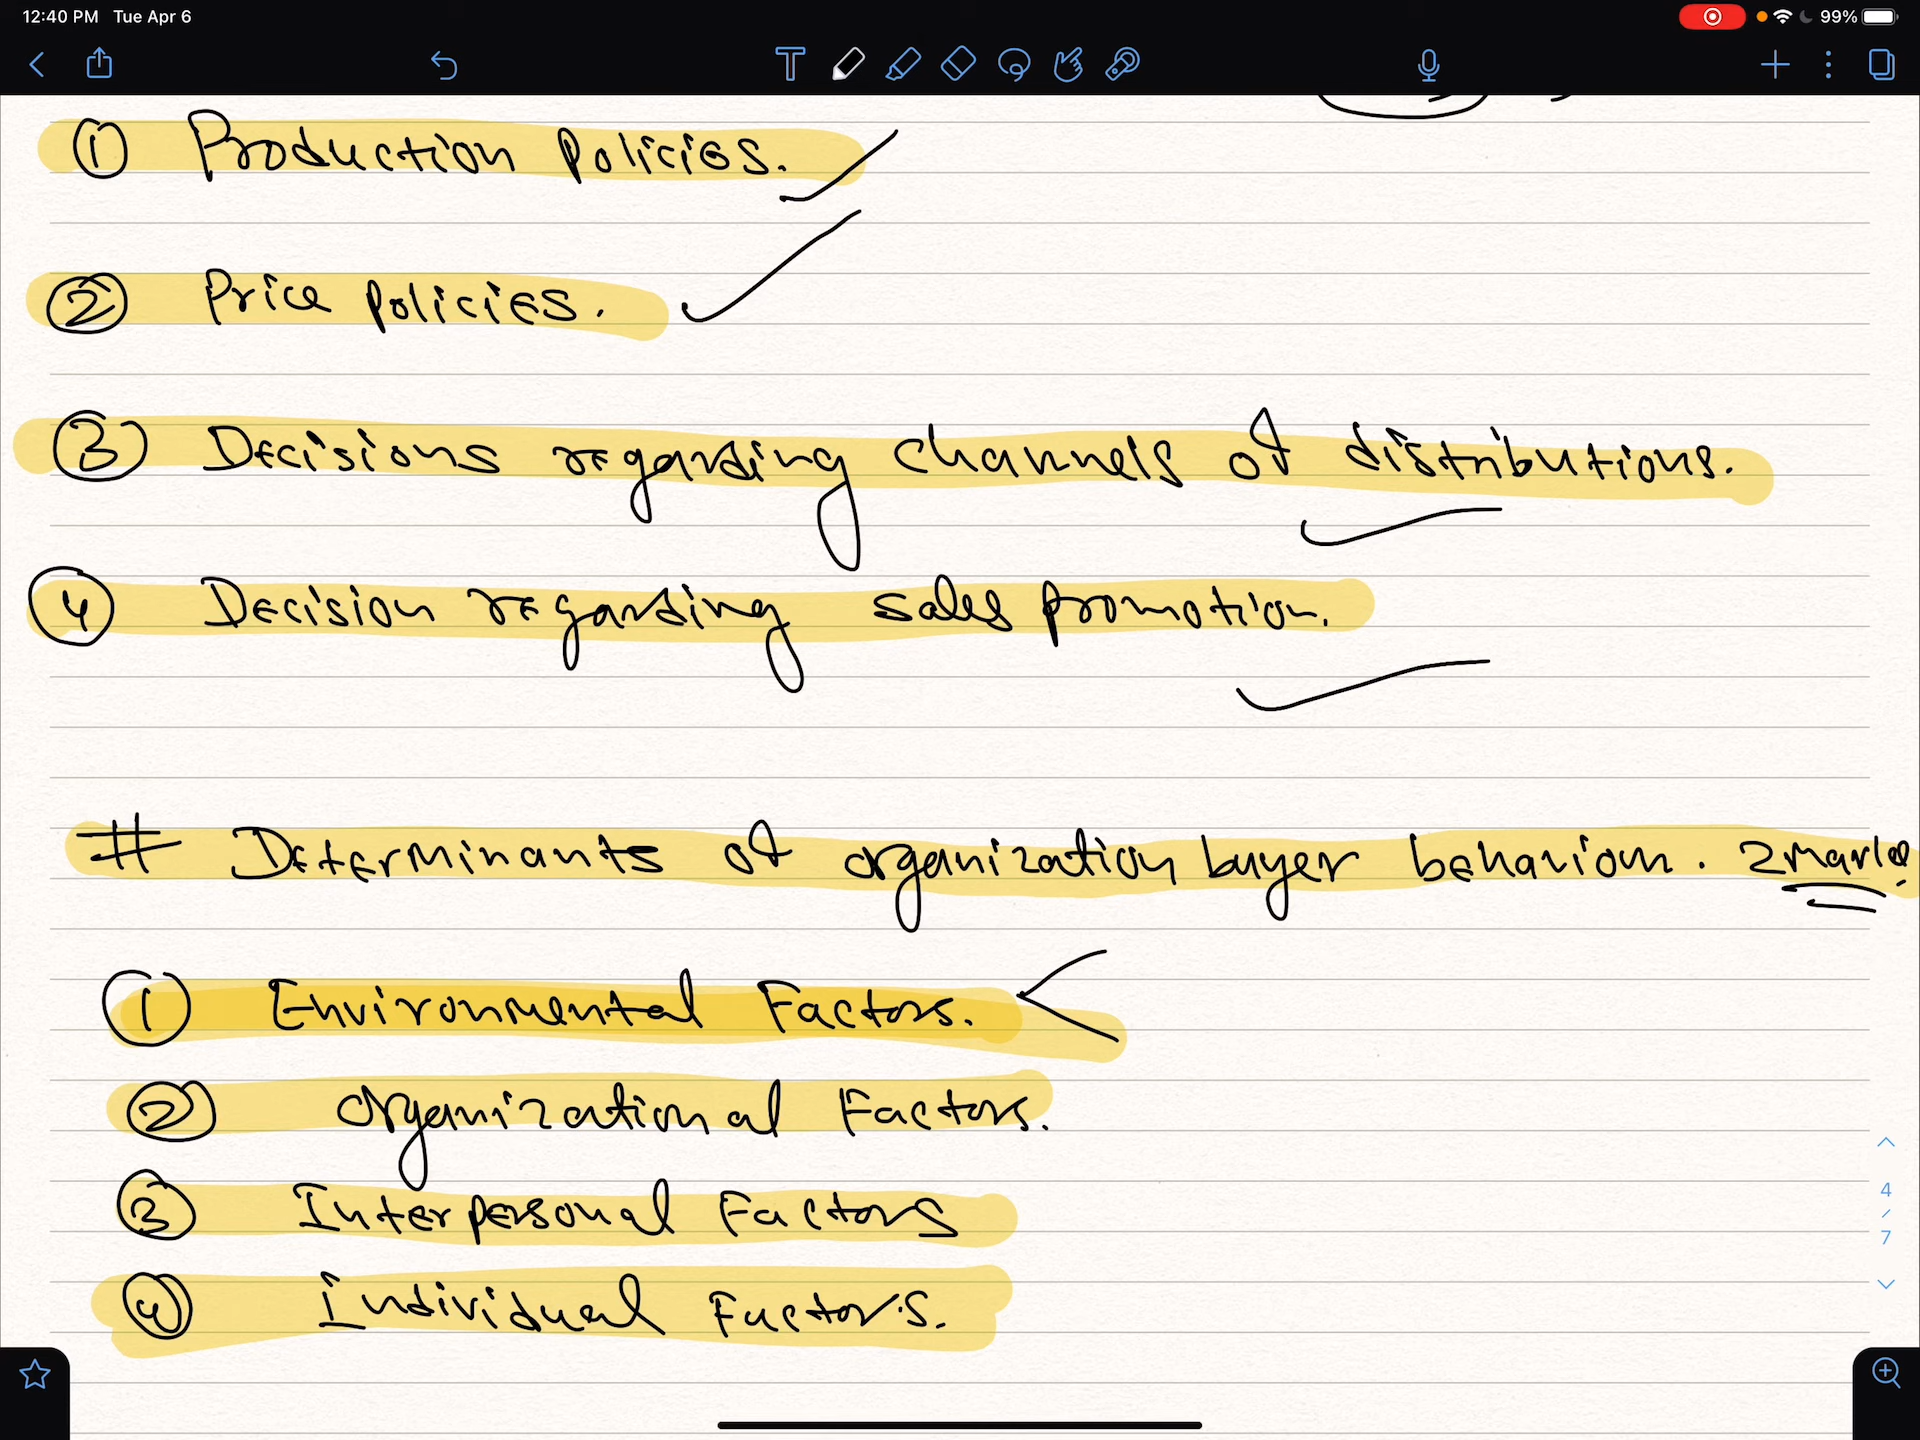 12:40 PM Tue Apr 6 99%
① Production Policies.
② Price Policies.
③ Decisions regarding channels of distributions.
④ Decision regarding sales promotion.
# Determinants of organization buyer behaviour. 2 marks
① Environmental Factors.
② Organizational Factors.
③ Interpersonal Factors
④ Individual Factors.
4
/
7